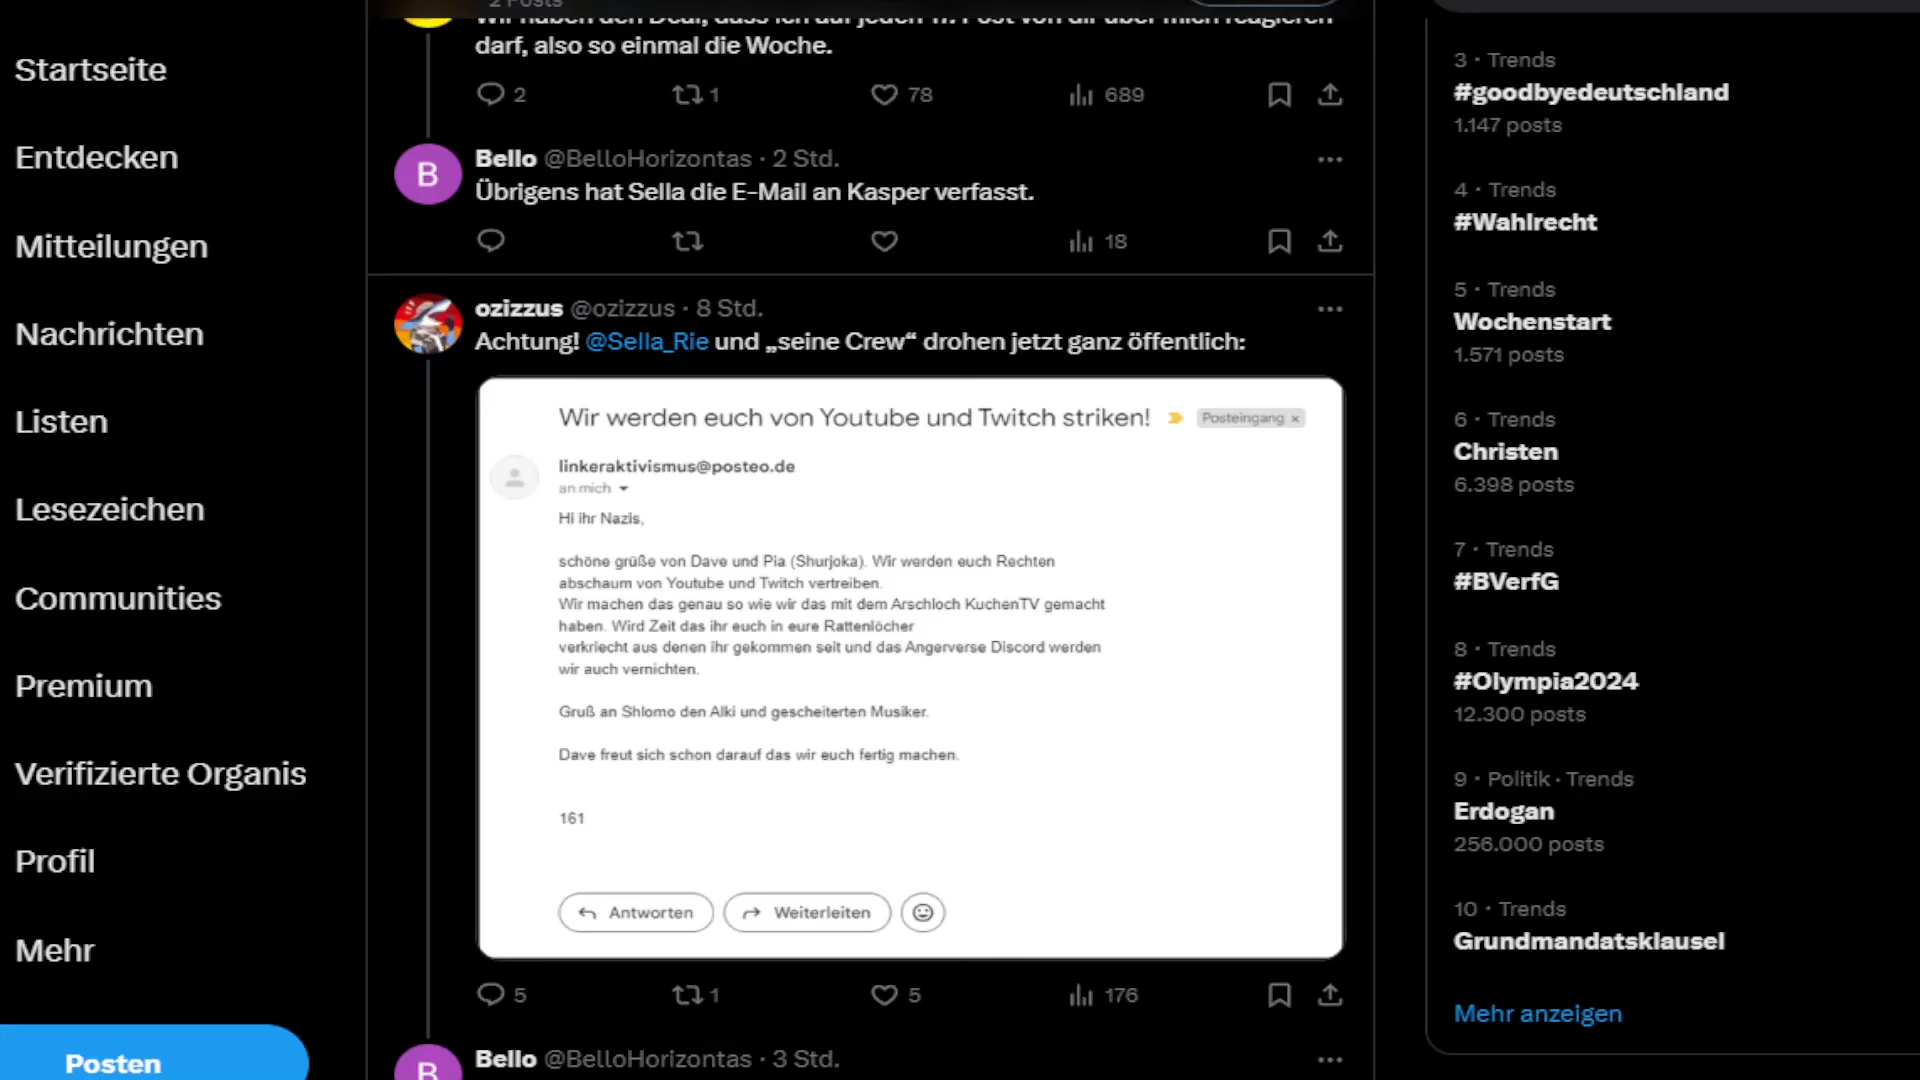 Startseite
Entdecken
Mitteilungen
Nachrichten
Listen
Lesezeichen
Communities
Premium
Verifizierte Organis
Profil
Mehr
Posten
2 Posts
Wir haben den Deal, dass ich auf jeden 17. Post von dir über mich reagieren
darf, also so einmal die Woche.
2 1 78 689
B
Bello @BelloHorizontas · 2 Std.
Übrigens hat Sella die E-Mail an Kasper verfasst.
18
ozizzus @ozizzus · 8 Std.
Achtung! @Sella_Rie und „seine Crew“ drohen jetzt ganz öffentlich:
Wir werden euch von Youtube und Twitch striken! Posteingang ×
linkeraktivismus@posteo.de
an mich
Hi ihr Nazis,
schöne grüße von Dave und Pia (Shurjoka). Wir werden euch Rechten
abschaum von Youtube und Twitch vertreiben.
Wir machen das genau so wie wir das mit dem Arschloch KuchenTV gemacht
haben. Wird Zeit das ihr euch in eure Rattenlöcher
verkriecht aus denen ihr gekommen seit und das Angerverse Discord werden
wir auch vernichten.
Gruß an Shlomo den Alki und gescheiterten Musiker.
Dave freut sich schon darauf das wir euch fertig machen.
161
Antworten Weiterleiten
5 1 5 176
B
Bello @BelloHorizontas · 3 Std.
3 · Trends
#goodbyedeutschland
1.147 posts
4 · Trends
#Wahlrecht
5 · Trends
Wochenstart
1.571 posts
6 · Trends
Christen
6.398 posts
7 · Trends
#BVerfG
8 · Trends
#Olympia2024
12.300 posts
9 · Politik · Trends
Erdogan
256.000 posts
10 · Trends
Grundmandatsklausel
Mehr anzeigen